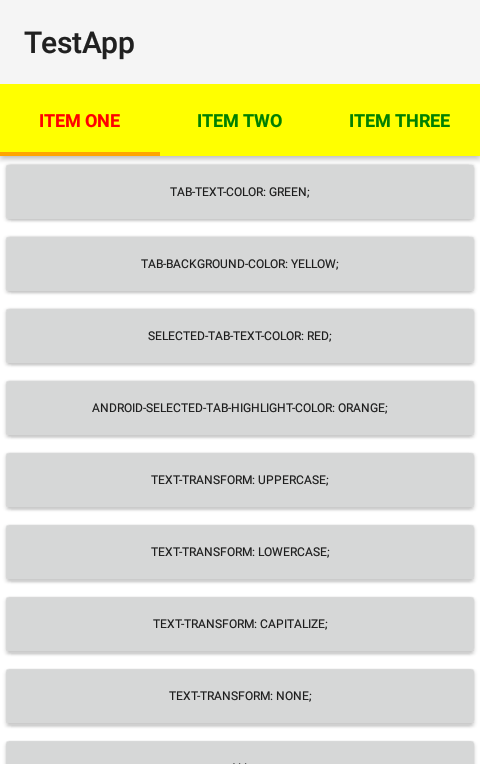 TestApp
ITEM ONE ITEM TWO ITEM THREE
TAB-TEXT-COLOR: GREEN;
TAB-BACKGROUND-COLOR: YELLOW;
SELECTED-TAB-TEXT-COLOR: RED;
ANDROID-SELECTED-TAB-HIGHLIGHT-COLOR: ORANGE;
TEXT-TRANSFORM: UPPERCASE;
TEXT-TRANSFORM: LOWERCASE;
TEXT-TRANSFORM: CAPITALIZE;
TEXT-TRANSFORM: NONE;